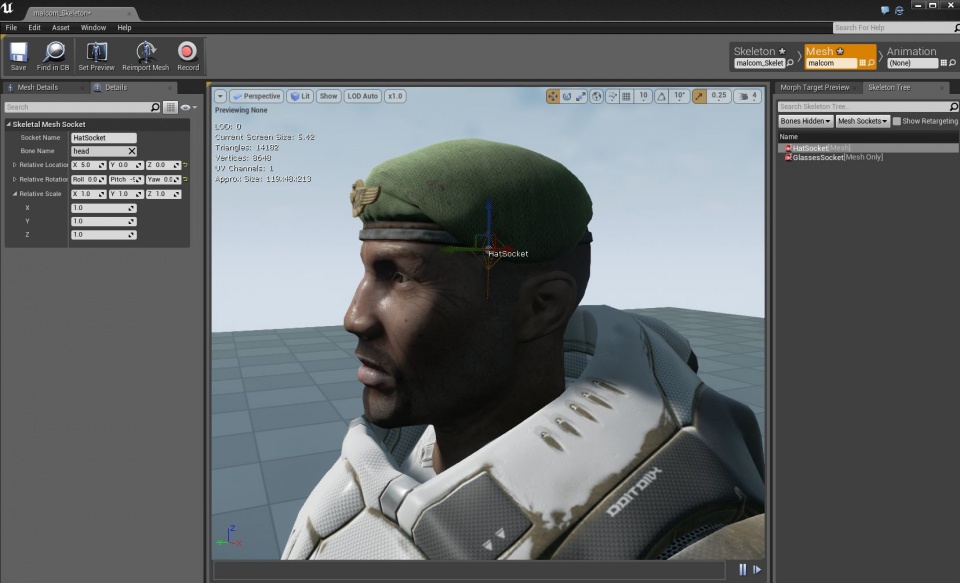 malcom_Skeleton*
File Edit Asset Window Help
Search For Help
Save Find in CB Set Preview Reimport Mesh Record
Skeleton Mesh Animation
malcom_Skelet malcom (None)
Mesh Details Details
Search
Skeletal Mesh Socket
Socket Name HatSocket
Bone Name head
Relative Locatio X 5.0 Y 0.0 Z 0.0
Relative Rotatio Roll 0.0 Pitch Yaw 0.0
Relative Scale X 1.0 Y 1.0 Z 1.0
X 1.0
Y 1.0
Z 1.0
Perspective Lit Show LOD Auto x1.0 10 10° 0.25 4
Previewing None
LOD: 0
Current Screen Size: 5.42
Triangles: 14182
Vertices: 8648
UV Channels: 1
Approx Size: 119x48x213
HatSocket
Z
X
Morph Target Preview Skeleton Tree
Search Skeleton Tree..
Bones Hidden Mesh Sockets Show Retargeting
Name
HatSocket [Mesh]
GlassesSocket [Mesh Only]